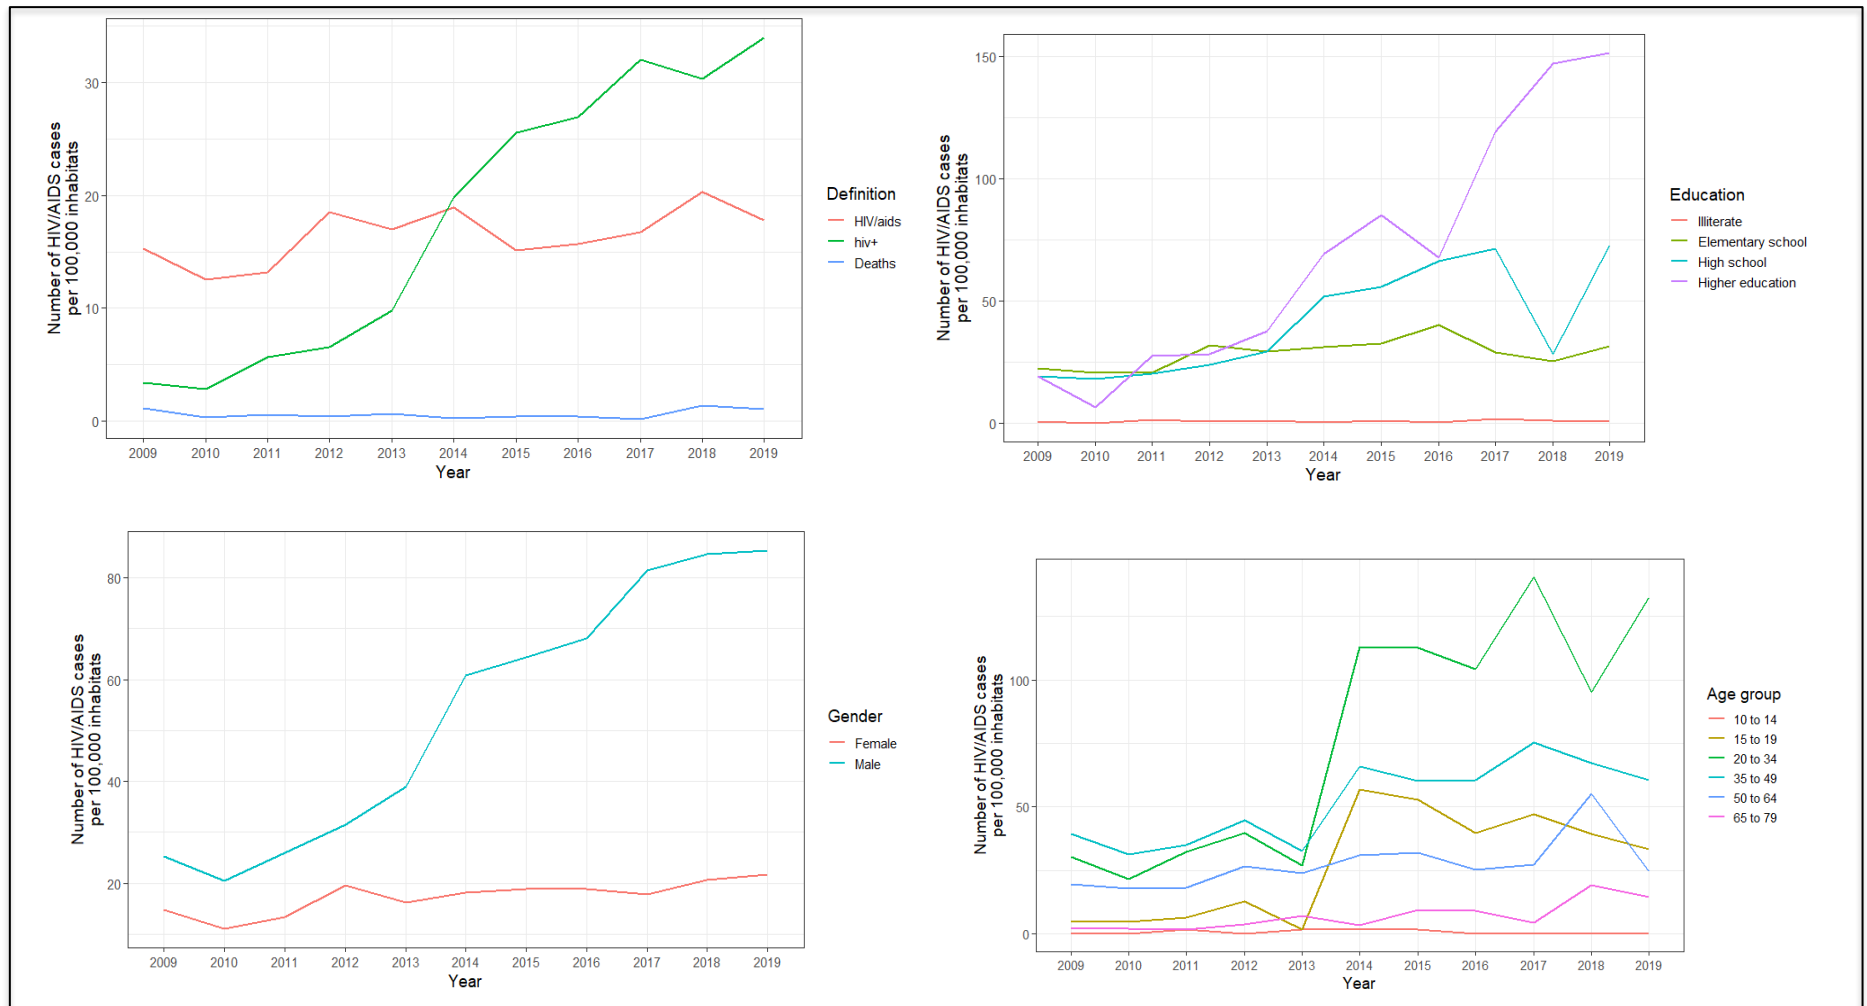 Number of HIV/AIDS cases
per 100,000 inhabitats
30
20
10
0
2009 2010 2011 2012 2013 2014 2015 2016 2017 2018 2019
Year
Definition
HIV/aids
hiv+
Deaths
Number of HIV/AIDS cases
per 100,000 inhabitats
150
100
50
0
2009 2010 2011 2012 2013 2014 2015 2016 2017 2018 2019
Year
Education
Illiterate
Elementary school
High school
Higher education
Number of HIV/AIDS cases
per 100,000 inhabitats
80
60
40
20
2009 2010 2011 2012 2013 2014 2015 2016 2017 2018 2019
Year
Gender
Female
Male
Number of HIV/AIDS cases
per 100,000 inhabitats
100
50
0
2009 2010 2011 2012 2013 2014 2015 2016 2017 2018 2019
Year
Age group
10 to 14
15 to 19
20 to 34
35 to 49
50 to 64
65 to 79